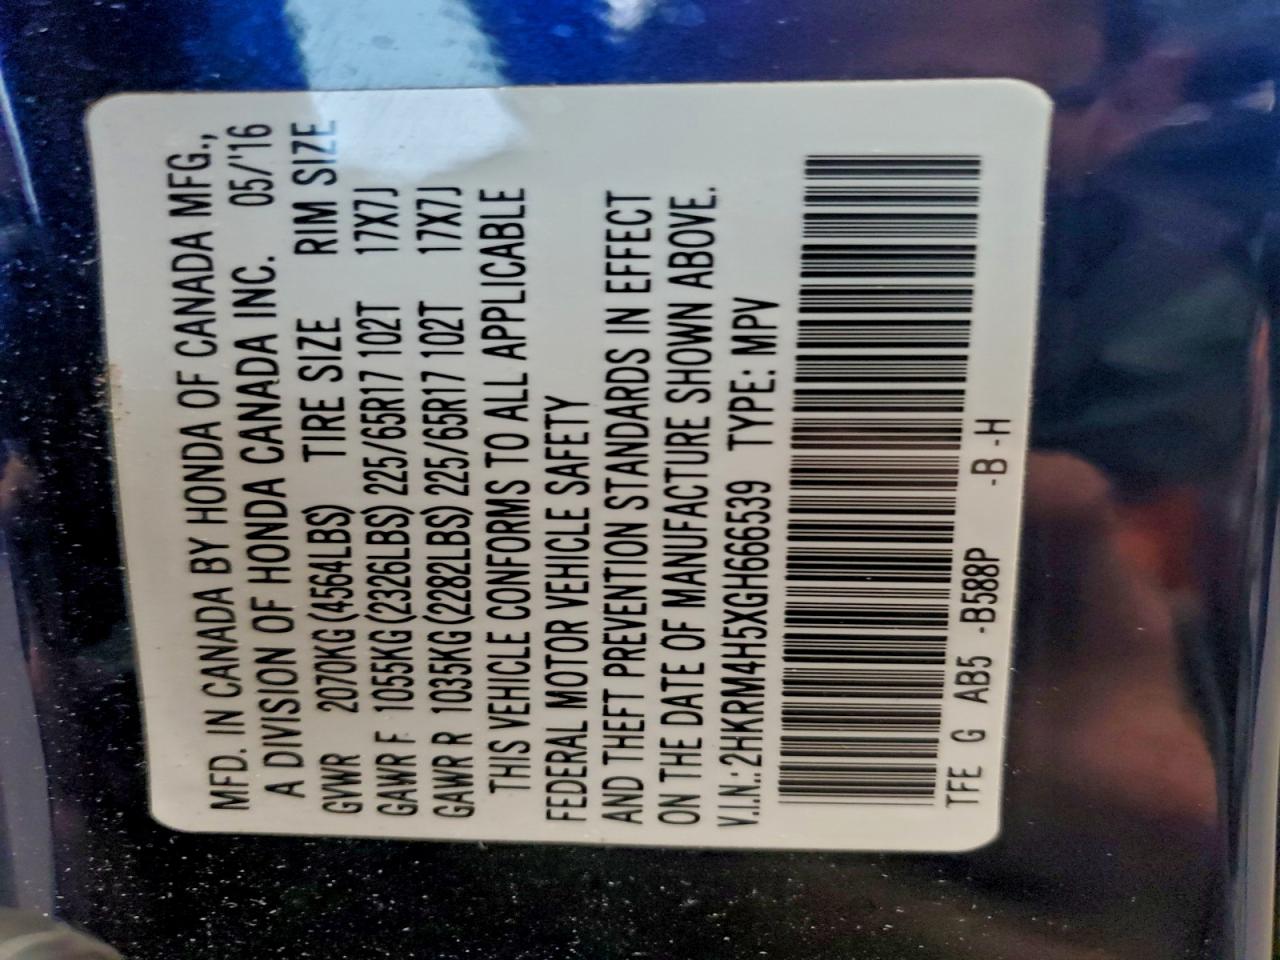 MFD. IN CANADA BY HONDA OF CANADA MFG.,
A DIVISION OF HONDA CANADA INC. 05/'16
GVWR 2070KG(4564LBS) TIRE SIZE RIM SIZE
GAWR F 1055KG(2326LBS) 225/65R17 102T 17X7J
GAWR R 1035KG(2282LBS) 225/65R17 102T 17X7J
THIS VEHICLE CONFORMS TO ALL APPLICABLE
FEDERAL MOTOR VEHICLE SAFETY
AND THEFT PREVENTION STANDARDS IN EFFECT
ON THE DATE OF MANUFACTURE SHOWN ABOVE.
V.I.N.:2HKRM4H5XGH666539 TYPE: MPV
TFE G AB5 -B588P -B -H